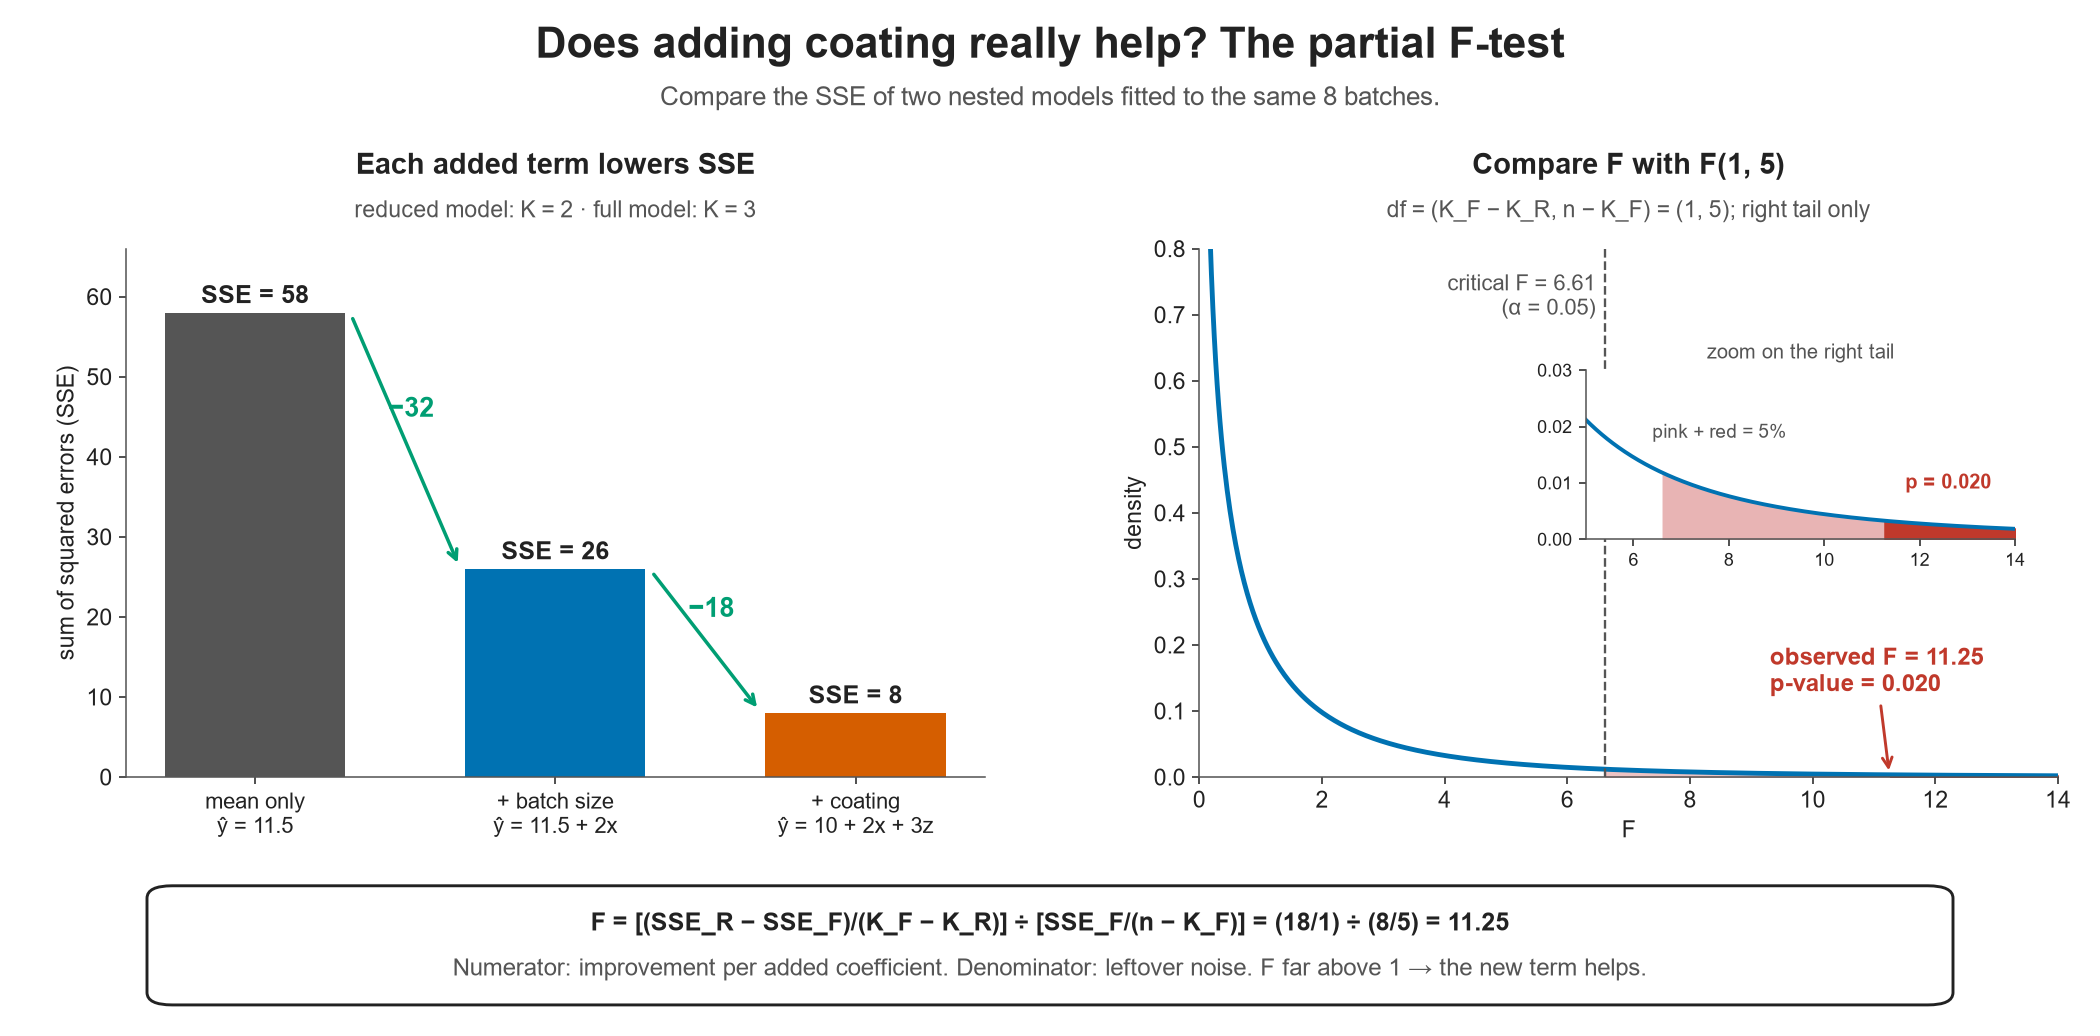 Does adding coating really help? The partial F-test
Compare the SSE of two nested models fitted to the same 8 batches.
Each added term lowers SSE
reduced model: K = 2 · full model: K = 3
sum of squared errors (SSE)
60
50
40
30
20
10
0
SSE = 58
−32
SSE = 26
−18
SSE = 8
mean only
ŷ = 11.5
+ batch size
ŷ = 11.5 + 2x
+ coating
ŷ = 10 + 2x + 3z
Compare F with F(1, 5)
df = (K_F − K_R, n − K_F) = (1, 5); right tail only
density
0.8
0.7
0.6
0.5
0.4
0.3
0.2
0.1
0.0
critical F = 6.61
(α = 0.05)
zoom on the right tail
0.03
0.02
0.01
0.00
pink + red = 5%
p = 0.020
6 8 10 12 14
observed F = 11.25
p-value = 0.020
0 2 4 6 8 10 12 14
F
F = [(SSE_R − SSE_F)/(K_F − K_R)] ÷ [SSE_F/(n − K_F)] = (18/1) ÷ (8/5) = 11.25
Numerator: improvement per added coefficient. Denominator: leftover noise. F far above 1 → the new term helps.